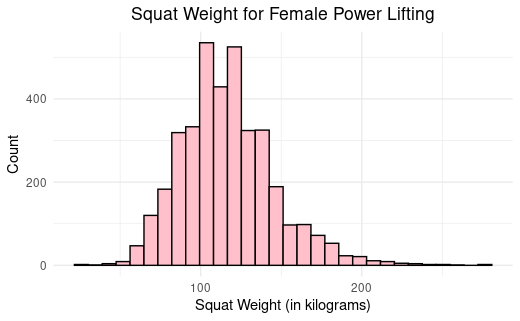 Squat Weight for Female Power Lifting
Count
400
200
0
100 200
Squat Weight (in kilograms)